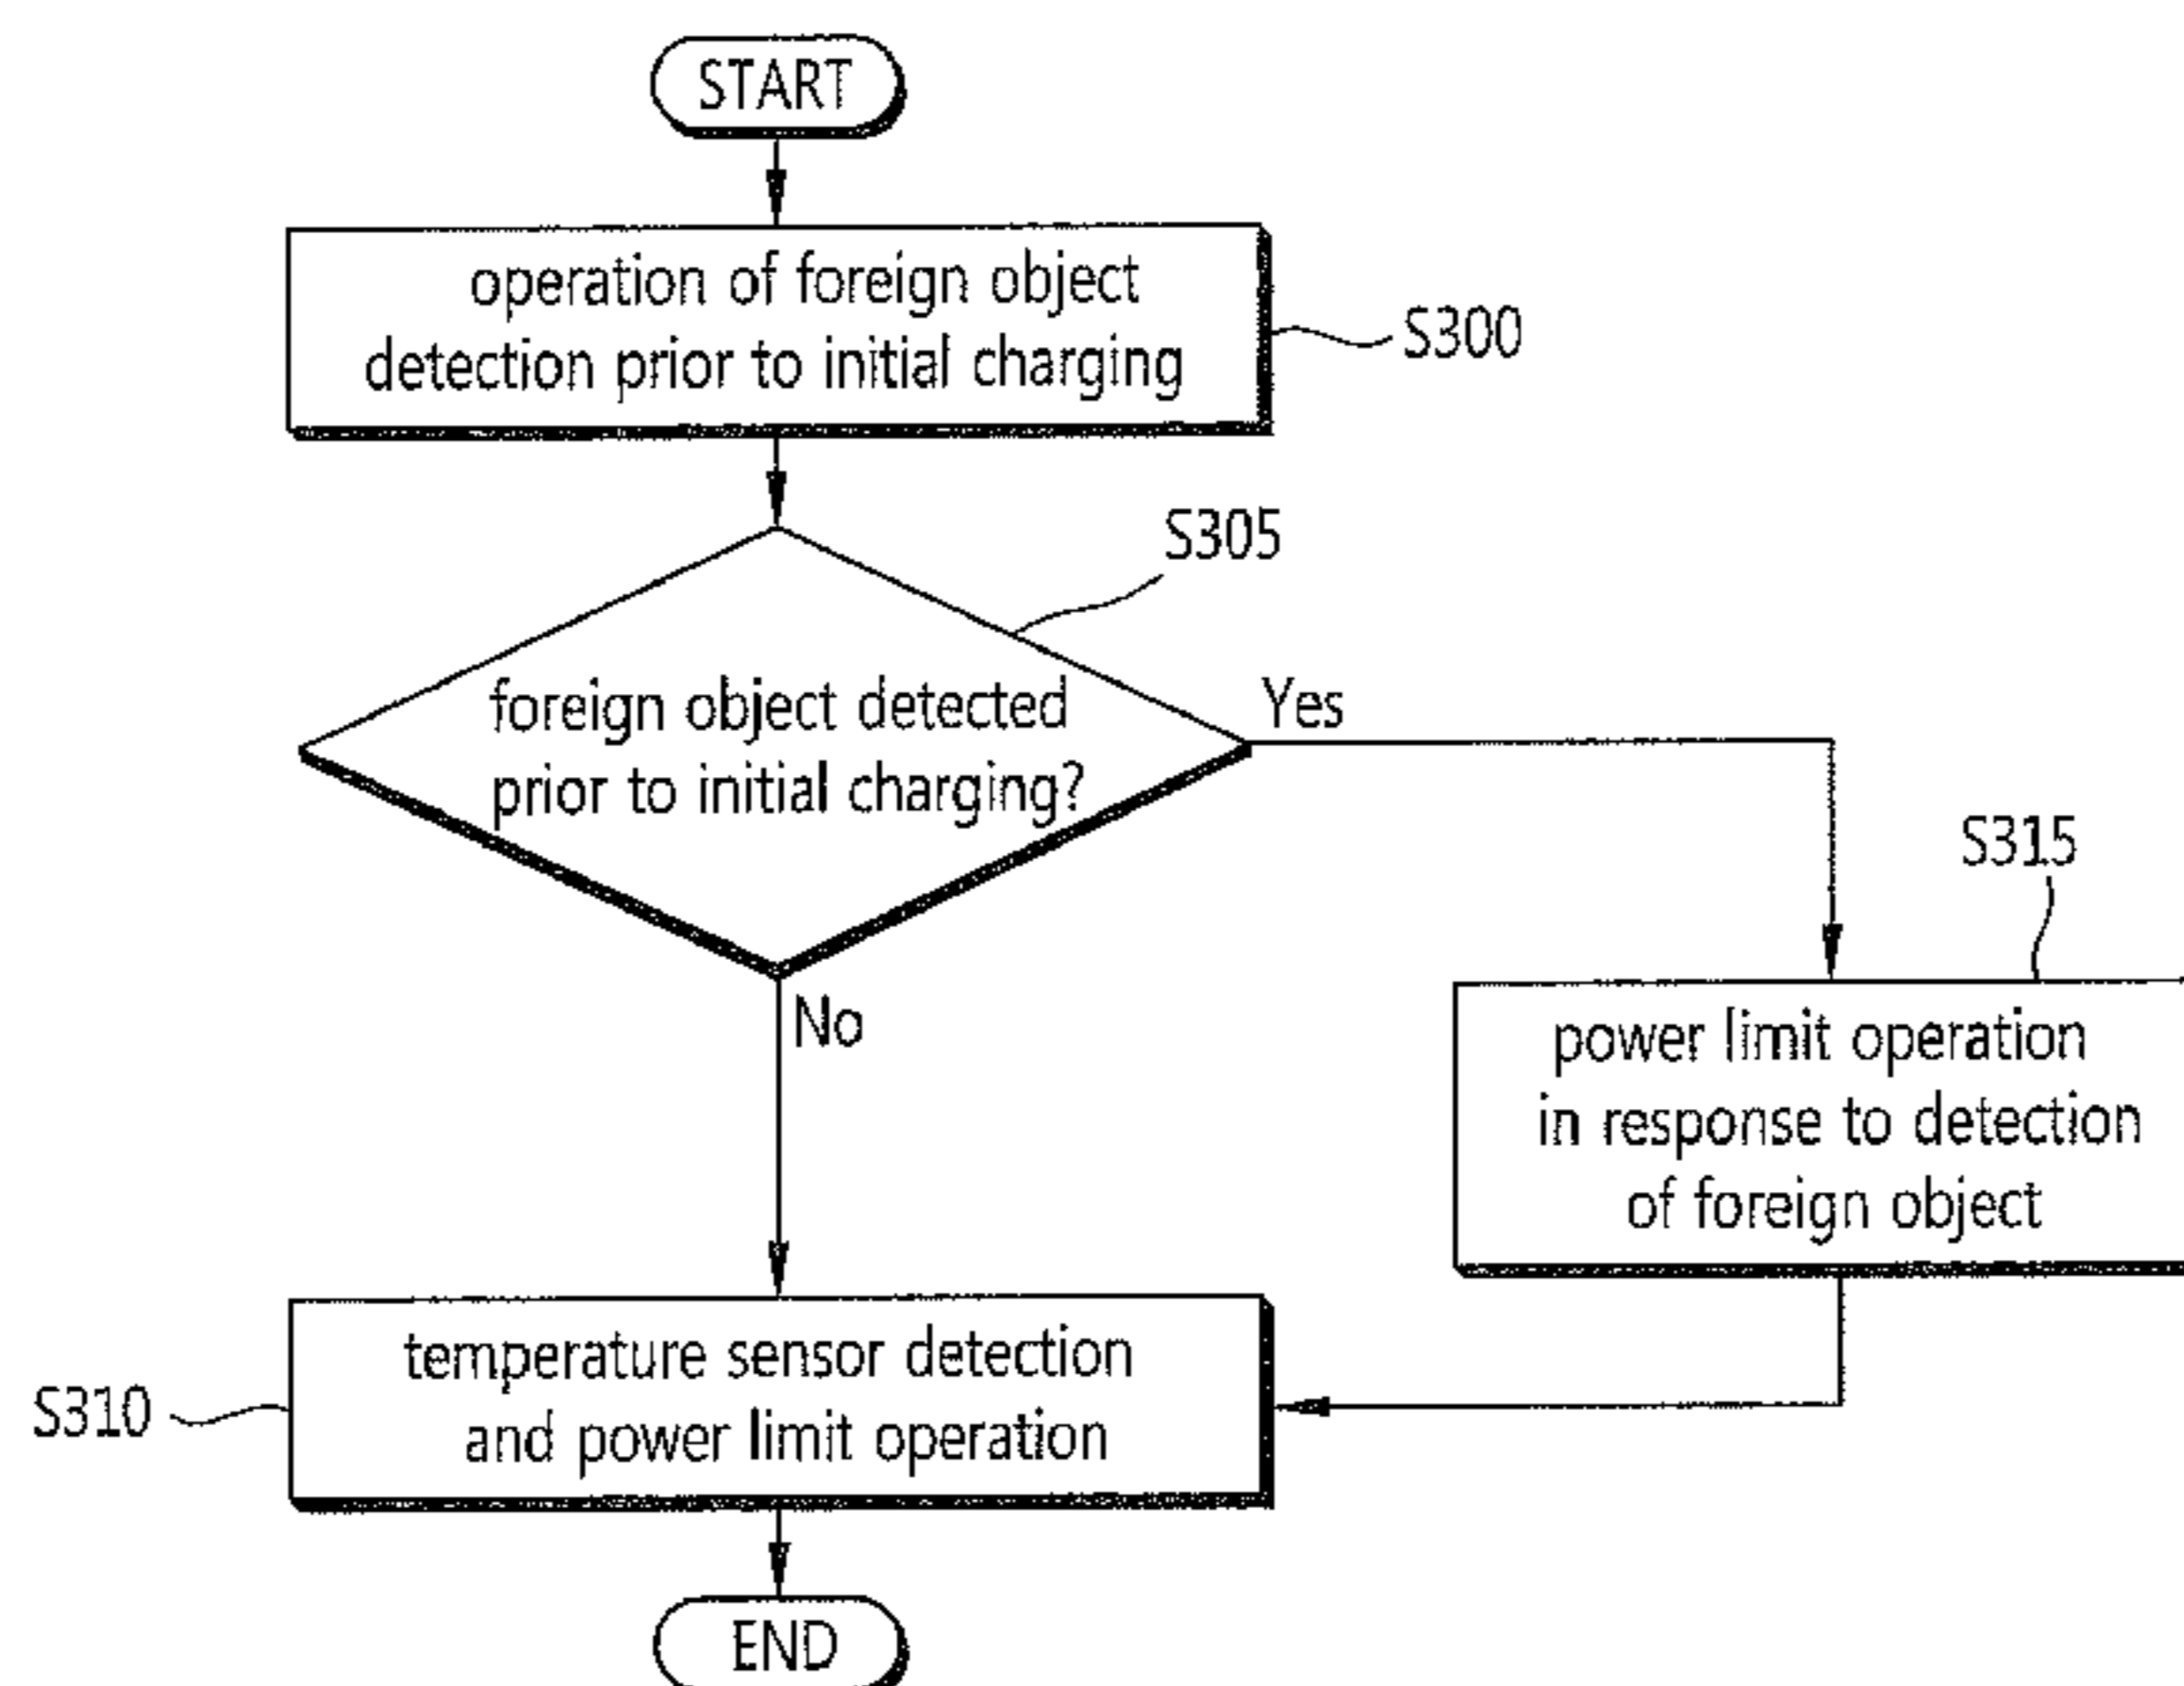 START
operation of foreign object
detection prior to initial charging
S300
S305
foreign object detected
prior to initial charging?
Yes
No
S315
power limit operation
in response to detection
of foreign object
S310
temperature sensor detection
and power limit operation
END